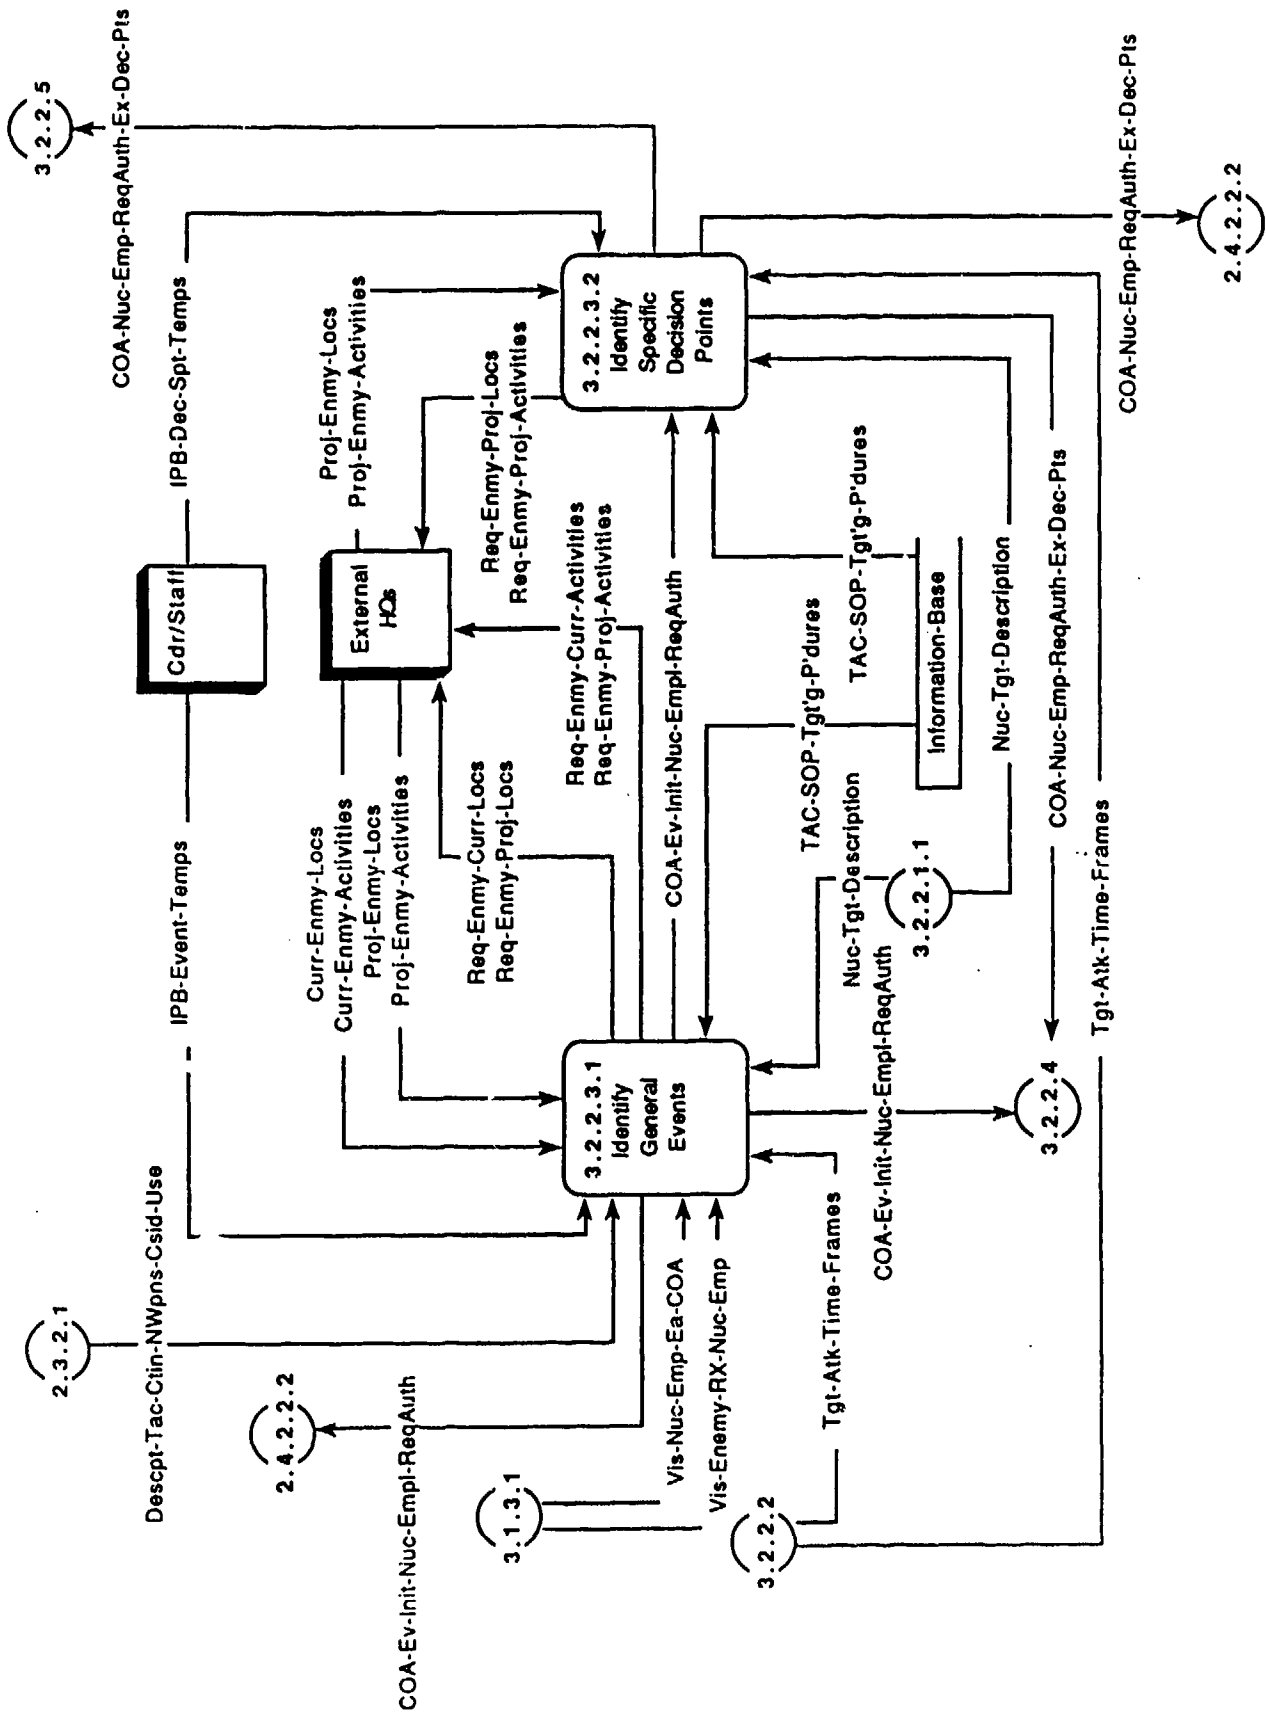 2.3.2.1
Descpt-Tac-Ctin-NWpns-Csid-Use
2.4.2.2.2
COA-Ev-Init-Nuc-Empl-ReqAuth
3.1.3.1
Vis-Nuc-Emp-Ea-COA
Vis-Enemy-RX-Nuc-Emp
3.2.2.2
Tgt-Atk-Time-Frames
IPB-Event-Temps
Cdr/Staff
IPB-Dec-Spt-Temps
3.2.2.5
COA-Nuc-Emp-ReqAuth-Ex-Dec-Pts
Curr-Enmy-Locs
Curr-Enmy-Activities
Proj-Enmy-Locs
Proj-Enmy-Activities
External
HQs
Proj-Enmy-Locs
Proj-Enmy-Activities
Req-Enmy-Curr-Locs
Req-Enmy-Proj-Locs
Req-Enmy-Proj-Locs
Req-Enmy-Proj-Activities
Req-Enmy-Curr-Activities
Req-Enmy-Proj-Activities
3.2.2.3.1
Identify
General
Events
COA-Ev-Init-Nuc-Empl-ReqAuth
3.2.2.3.2
Identify
Specific
Decision
Points
TAC-SOP-Tgt'g-P'dures
TAC-SOP-Tgt'g-P'dures
Information-Base
Nuc-Tgt-Description
3.2.2.1.1
Nuc-Tgt-Description
COA-Ev-Init-Nuc-Empl-ReqAuth
3.2.2.4
COA-Nuc-Emp-ReqAuth-Ex-Dec-Pts
Tgt-Atk-Time-Frames
COA-Nuc-Emp-ReqAuth-Ex-Dec-Pts
2.4.2.2.2